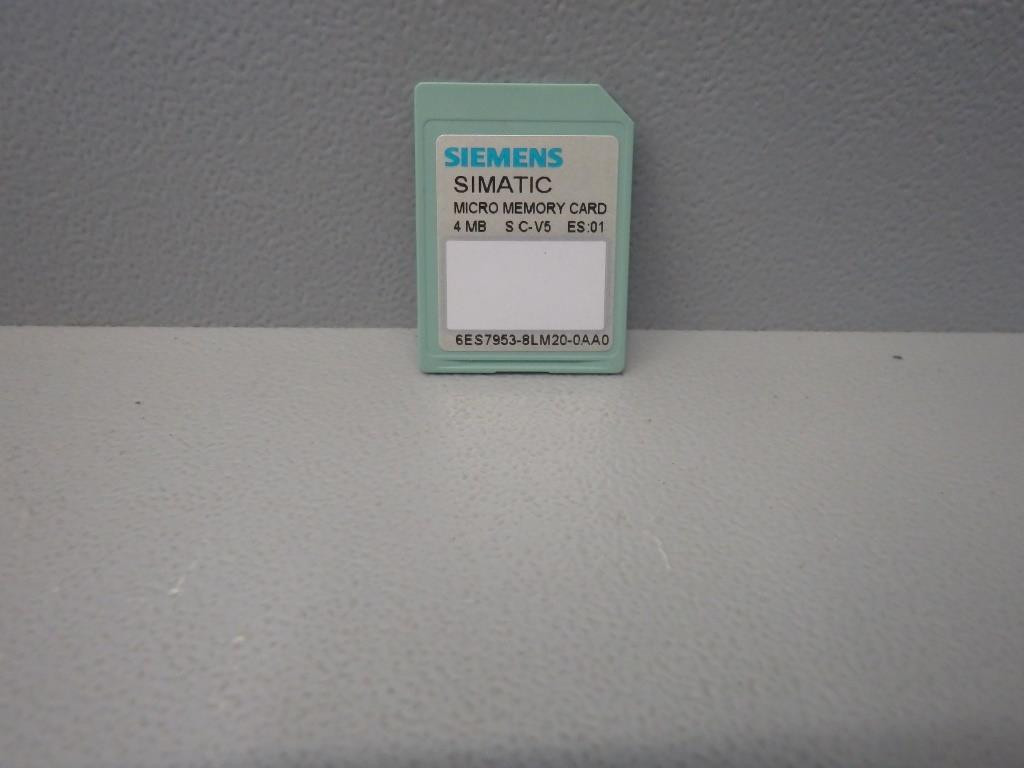 SIEMENS
SIMATIC
MICRO MEMORY CARD
4 MB S C-V5 ES:01
6ES7953-8LM20-0AA0